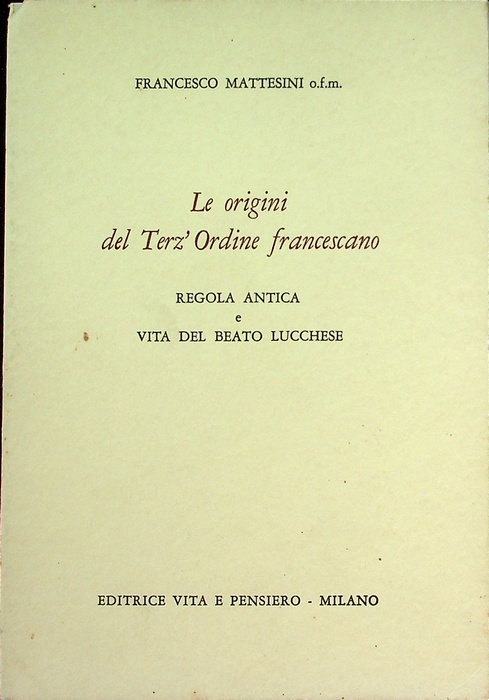 FRANCESCO MATTESINI o.f.m.
Le origini
del Terz' Ordine francescano
REGOLA ANTICA
e
VITA DEL BEATO LUCCHESE
EDITRICE VITA E PENSIERO - MILANO